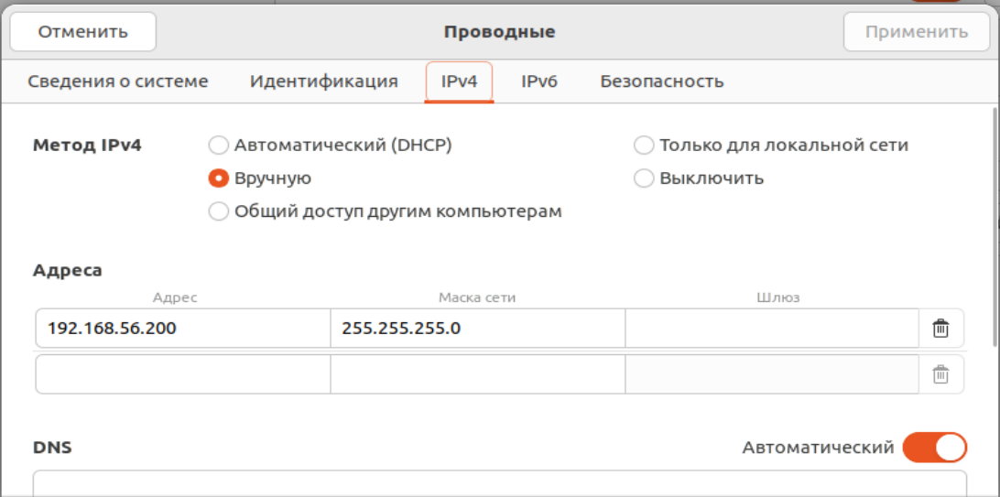 Отменить Проводные Применить
Сведения о системе Идентификация IPv4 IPv6 Безопасность
Метод IPv4 Автоматический (DHCP) Только для локальной сети
Вручную Выключить
Общий доступ другим компьютерам
Адреса
Адрес Маска сети Шлюз
192.168.56.200 255.255.255.0
DNS Автоматический